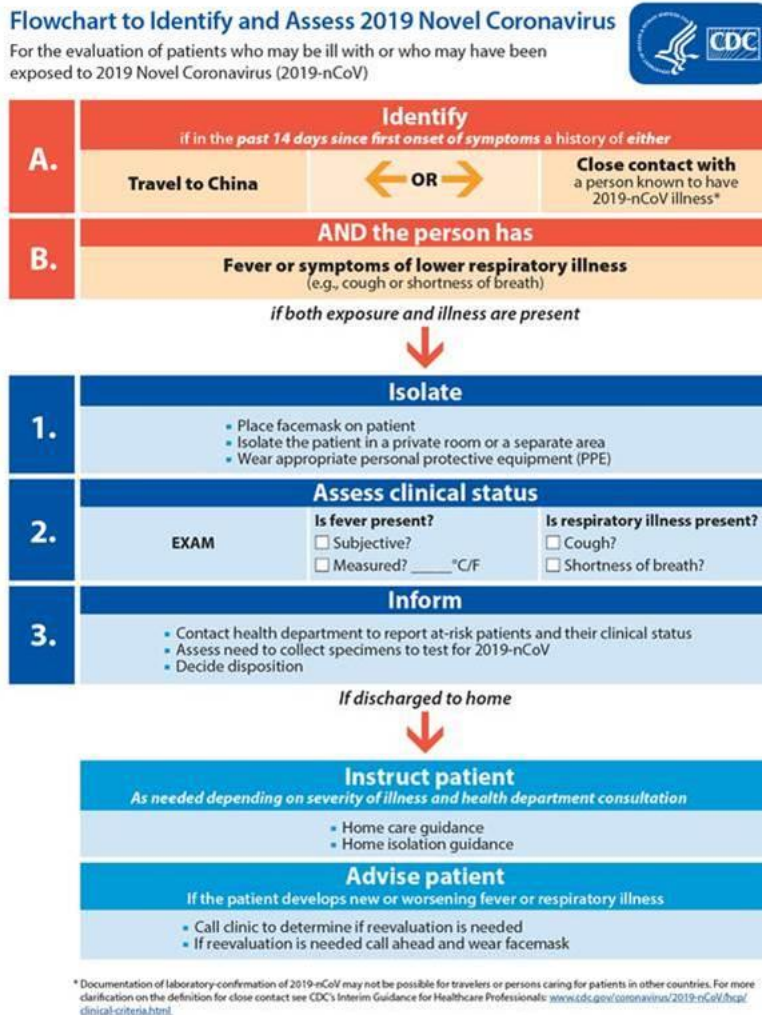 Flowchart to Identify and Assess 2019 Novel Coronavirus
For the evaluation of patients who may be ill with or who may have been
exposed to 2019 Novel Coronavirus (2019-nCoV)
CDC
A.
Identify
if in the past 14 days since first onset of symptoms a history of either
Travel to China
OR
Close contact with
a person known to have
2019-nCoV illness*
B.
AND the person has
Fever or symptoms of lower respiratory illness
(e.g., cough or shortness of breath)
if both exposure and illness are present
1.
Isolate
▪ Place facemask on patient
▪ Isolate the patient in a private room or a separate area
▪ Wear appropriate personal protective equipment (PPE)
2.
Assess clinical status
EXAM
Is fever present?
☐ Subjective?
☐ Measured? _____°C/F
Is respiratory illness present?
☐ Cough?
☐ Shortness of breath?
3.
Inform
▪ Contact health department to report at-risk patients and their clinical status
▪ Assess need to collect specimens to test for 2019-nCoV
▪ Decide disposition
If discharged to home
Instruct patient
As needed depending on severity of illness and health department consultation
▪ Home care guidance
▪ Home isolation guidance
Advise patient
If the patient develops new or worsening fever or respiratory illness
▪ Call clinic to determine if reevaluation is needed
▪ If reevaluation is needed call ahead and wear facemask
* Documentation of laboratory-confirmation of 2019-nCoV may not be possible for travelers or persons caring for patients in other countries. For more
clarification on the definition for close contact see CDC's Interim Guidance for Healthcare Professionals: www.cdc.gov/coronavirus/2019-nCoV/hcp/
clinical-criteria.html